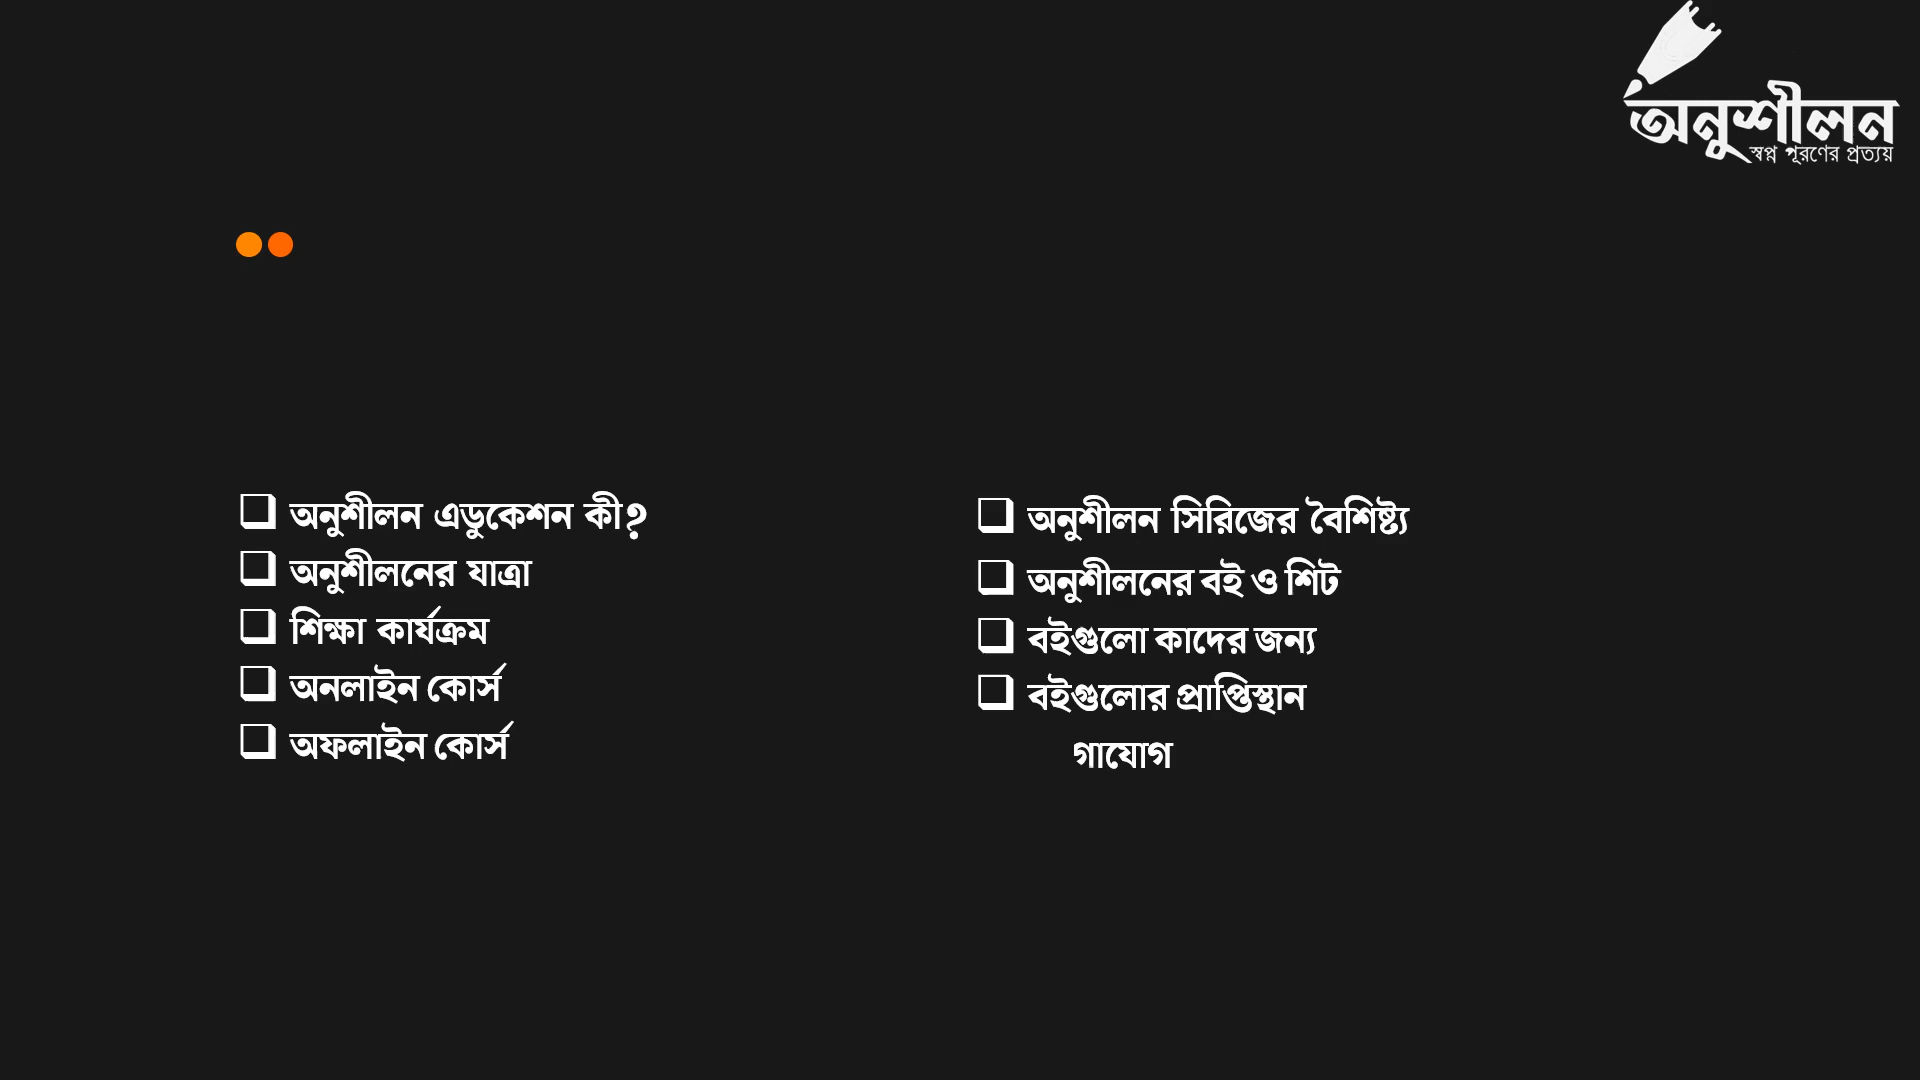 অনুশীলন
স্বপ্ন পূরণের প্রত্যয়
অনুশীলন এডুকেশন কী?
অনুশীলনের যাত্রা
শিক্ষা কার্যক্রম
অনলাইন কোর্স
অফলাইন কোর্স
অনুশীলন সিরিজের বৈশিষ্ট্য
অনুশীলনের বই ও শিট
বইগুলো কাদের জন্য
বইগুলোর প্রাপ্তিস্থান
গাযোগ